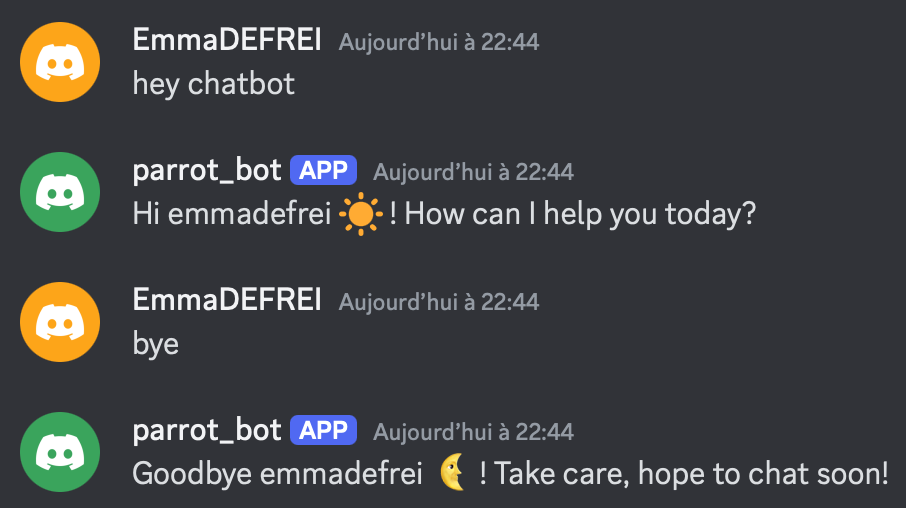 EmmaDEFREI Aujourd’hui à 22:44
hey chatbot
parrot_bot APP Aujourd’hui à 22:44
Hi emmadefrei ☀️ ! How can I help you today?
EmmaDEFREI Aujourd’hui à 22:44
bye
parrot_bot APP Aujourd’hui à 22:44
Goodbye emmadefrei 🌜 ! Take care, hope to chat soon!